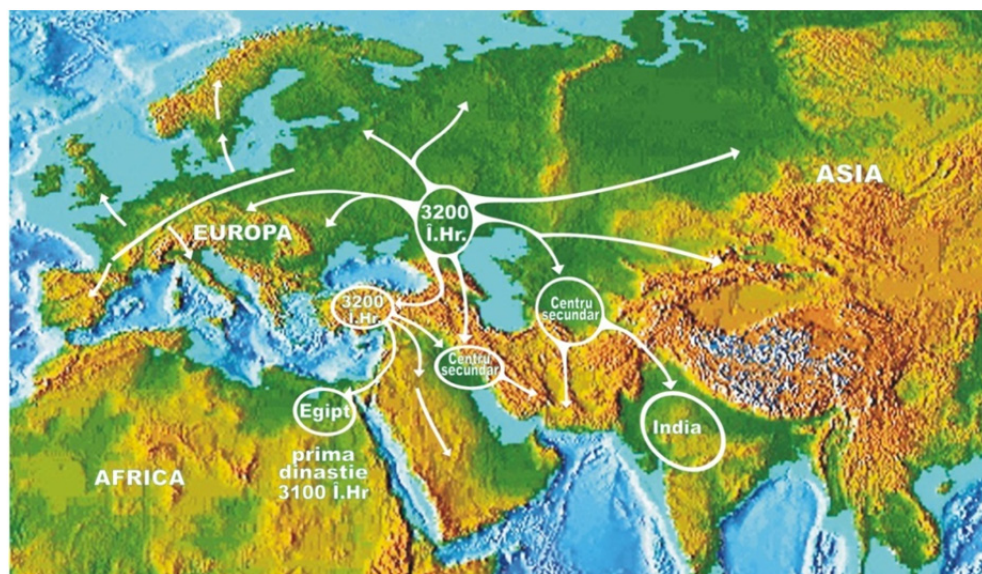 ASIA
3200
Î.Hr.
EUROPA
3200
Î.Hr.
Centru
secundar
Centru
secundar
Egipt
India
prima
dinastie
3100 Î.Hr
AFRICA